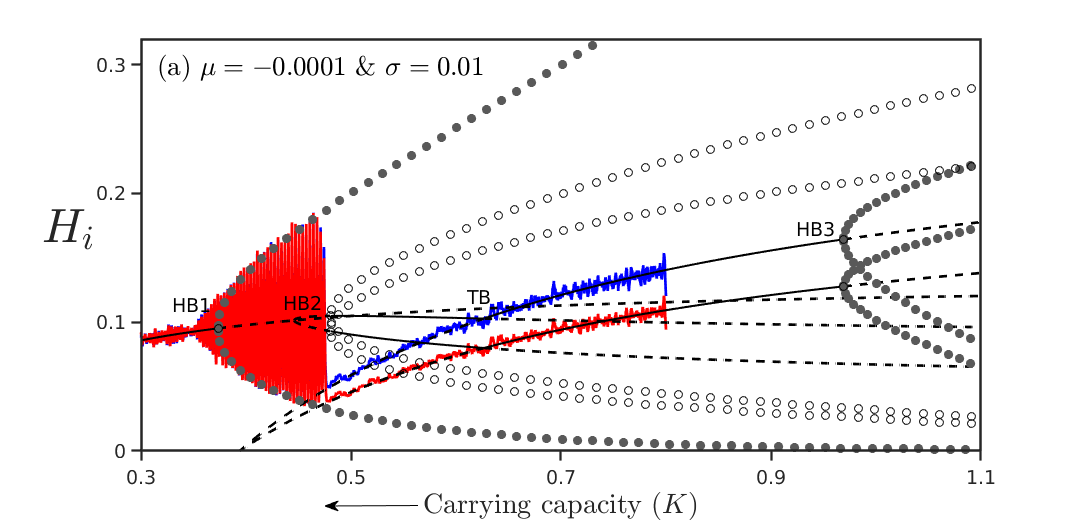 (a) μ = −0.0001 & σ = 0.01
0.3
0.2
H_i
HB3
HB1
HB2
TB
0.1
0
0.3
0.5
0.7
0.9
1.1
Carrying capacity (K)